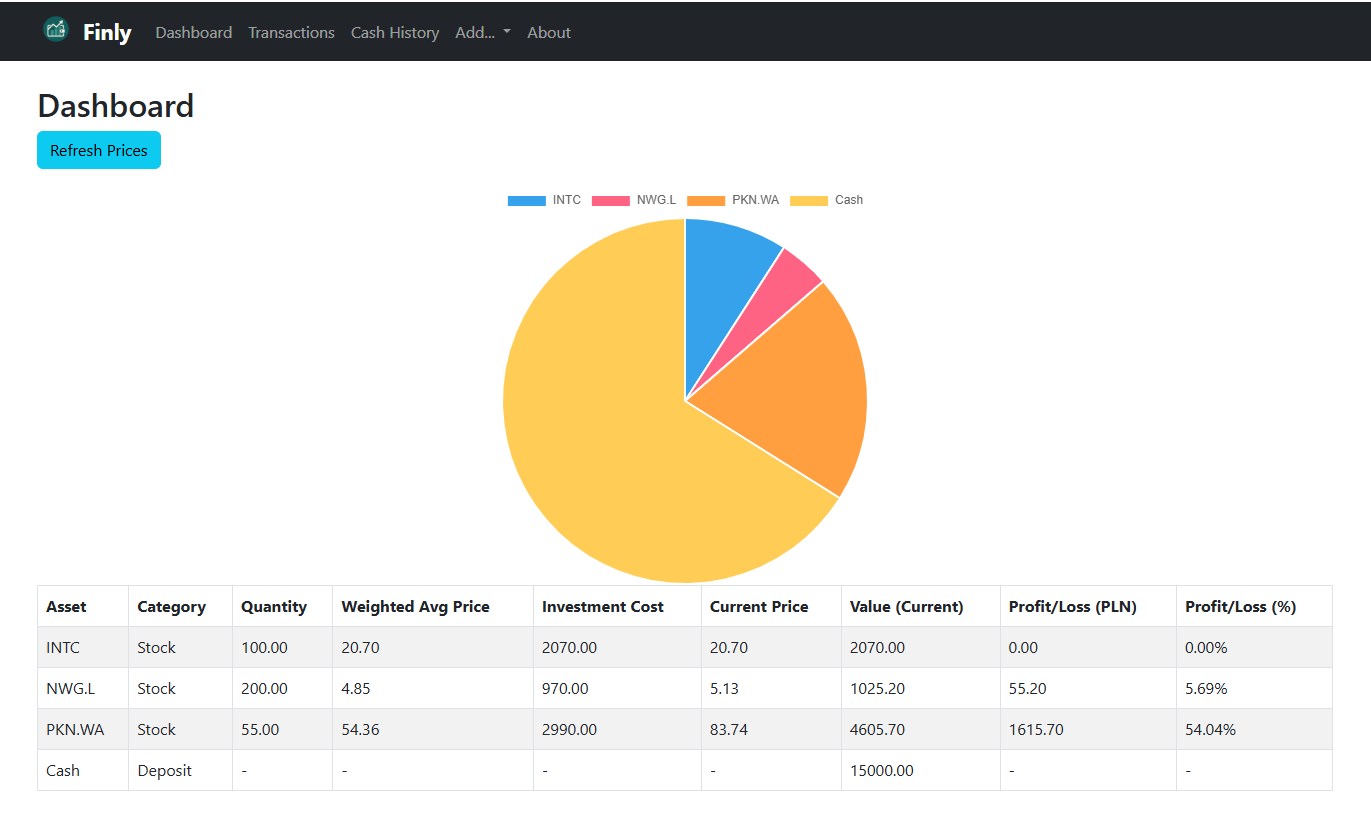 Finly Dashboard Transactions Cash History Add... About
Dashboard
Refresh Prices
INTC NWG.L PKN.WA Cash
Asset Category Quantity Weighted Avg Price Investment Cost Current Price Value (Current) Profit/Loss (PLN) Profit/Loss (%)
INTC Stock 100.00 20.70 2070.00 20.70 2070.00 0.00 0.00%
NWG.L Stock 200.00 4.85 970.00 5.13 1025.20 55.20 5.69%
PKN.WA Stock 55.00 54.36 2990.00 83.74 4605.70 1615.70 54.04%
Cash Deposit - - - - 15000.00 - -